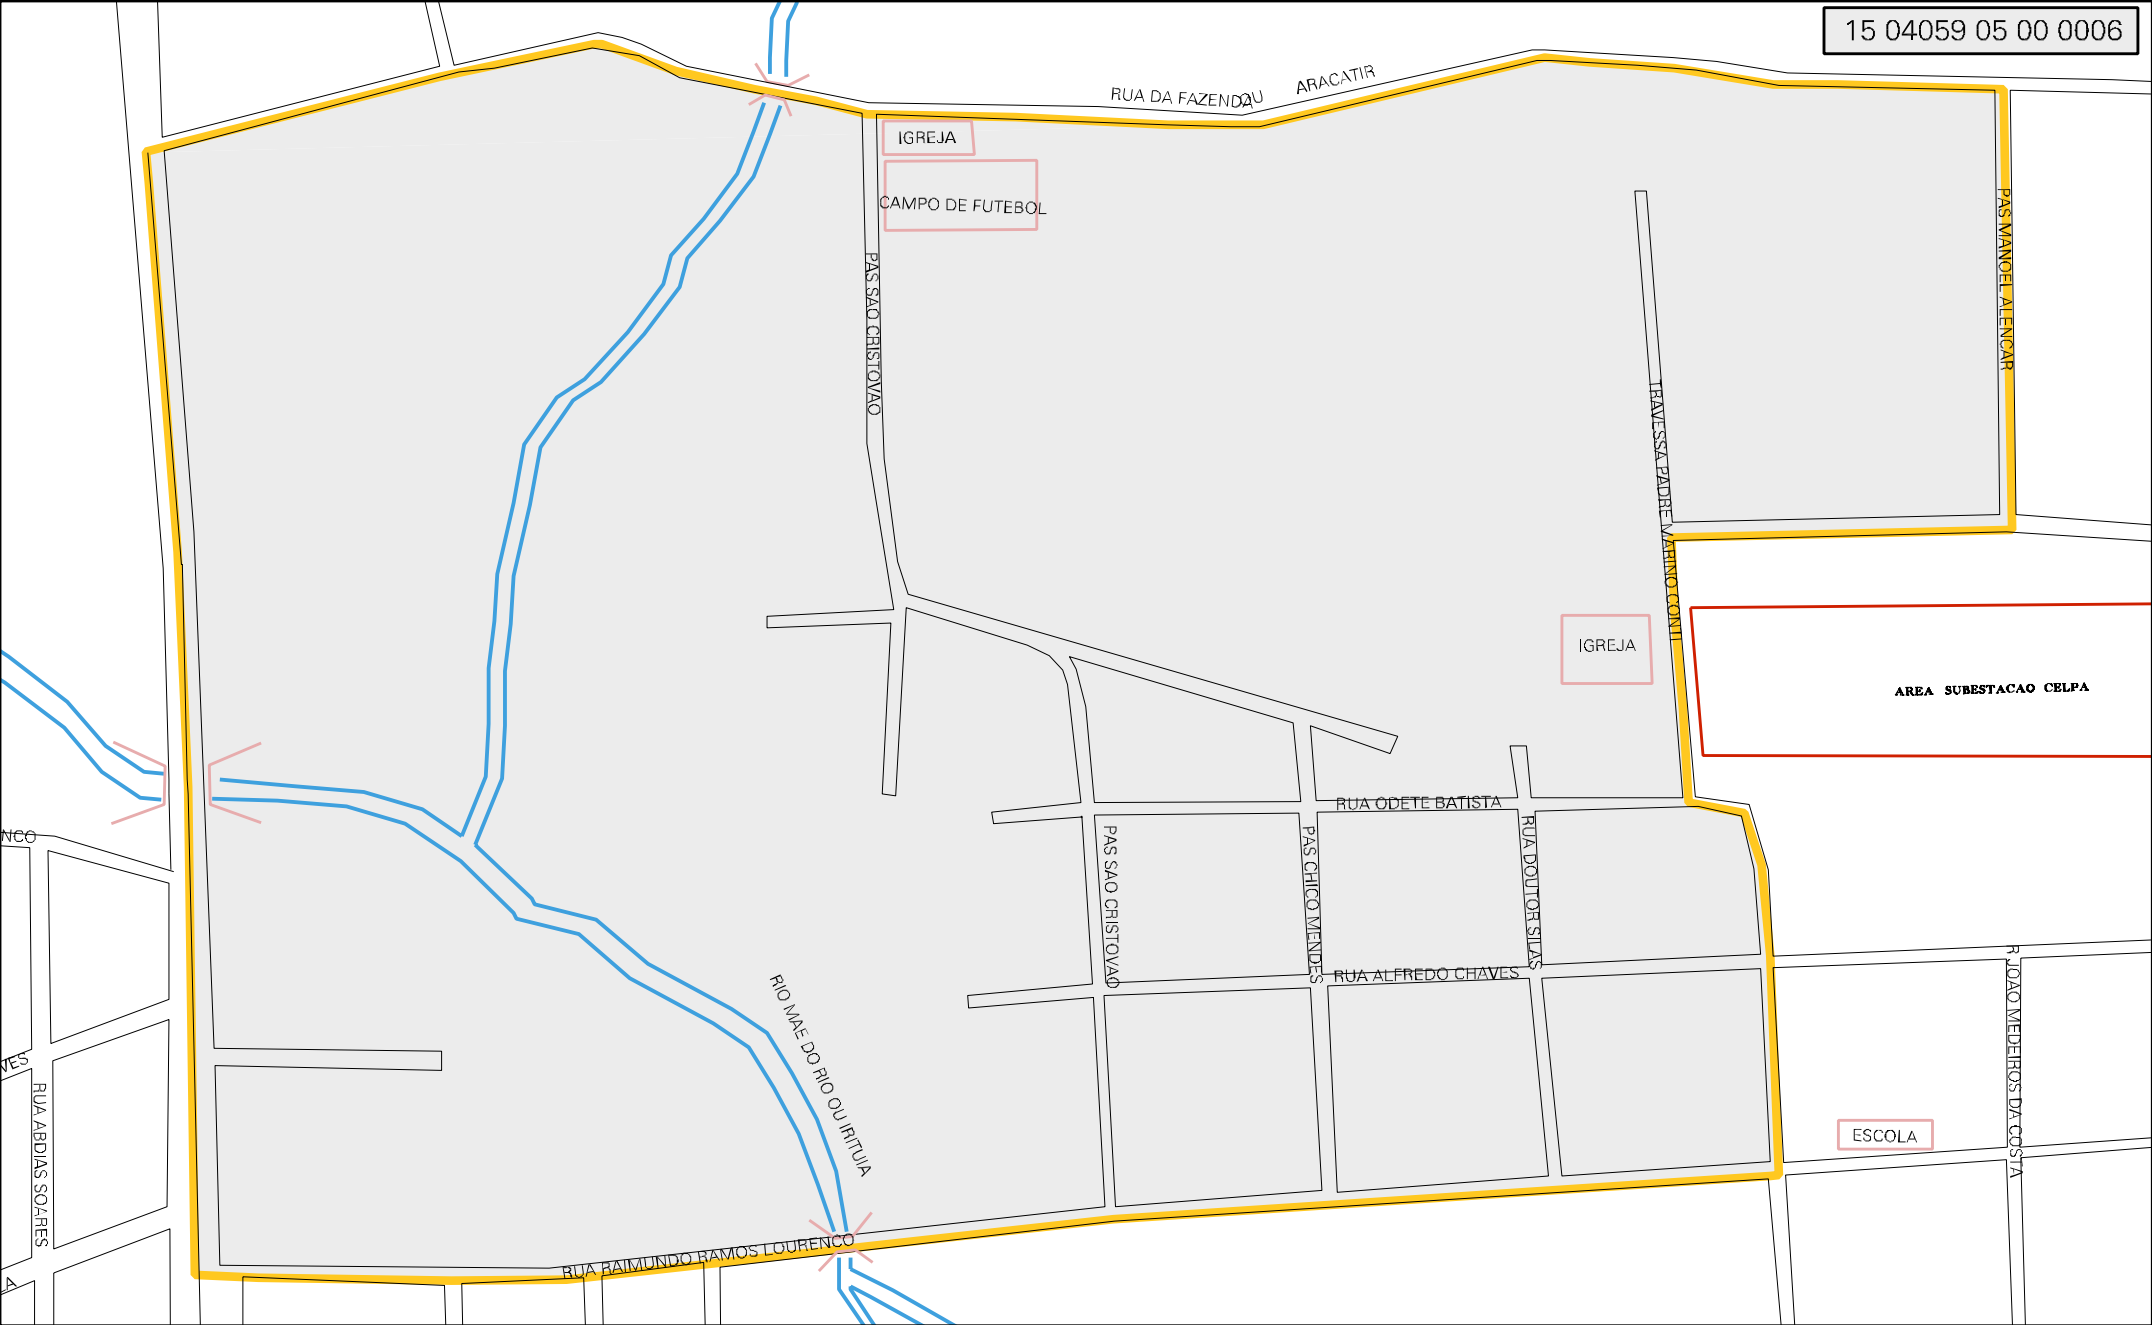 15 04059 05 00 0006
RUA DA FAZENDA
OU
ARACATIR
IGREJA
CAMPO DE FUTEBOL
PAS SAO CRISTOVAO
PAS MANOEL ALENCAR
TRAVESSA PADRE MARINO CONTI
IGREJA
AREA SUBESTACAO CELPA
RUA ODETE BATISTA
PAS SAO CRISTOVAO
PAS CHICO MENDES
RUA DOUTOR SILAS
RUA ALFREDO CHAVES
NCO
RIO MAE DO RIO OU IRITUIA
R JOAO MEDEIROS DA COSTA
VES
RUA ABDIAS SOARES
ESCOLA
RUA RAIMUNDO RAMOS LOURENCO